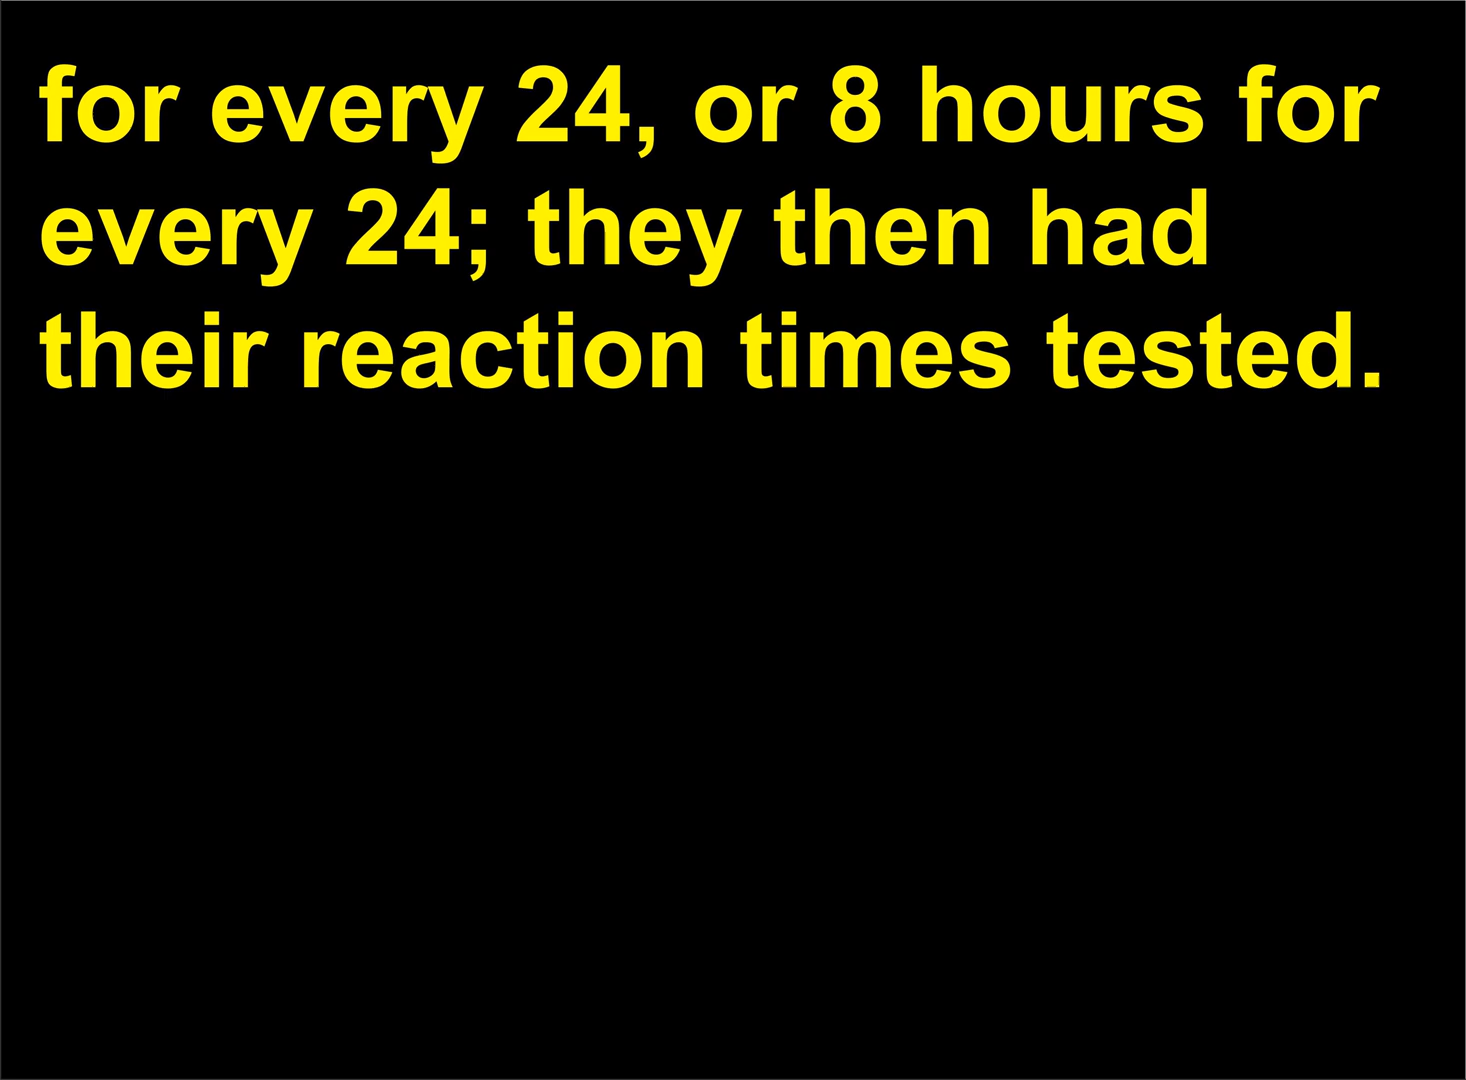 for every 24, or 8 hours for
every 24; they then had
their reaction times tested.